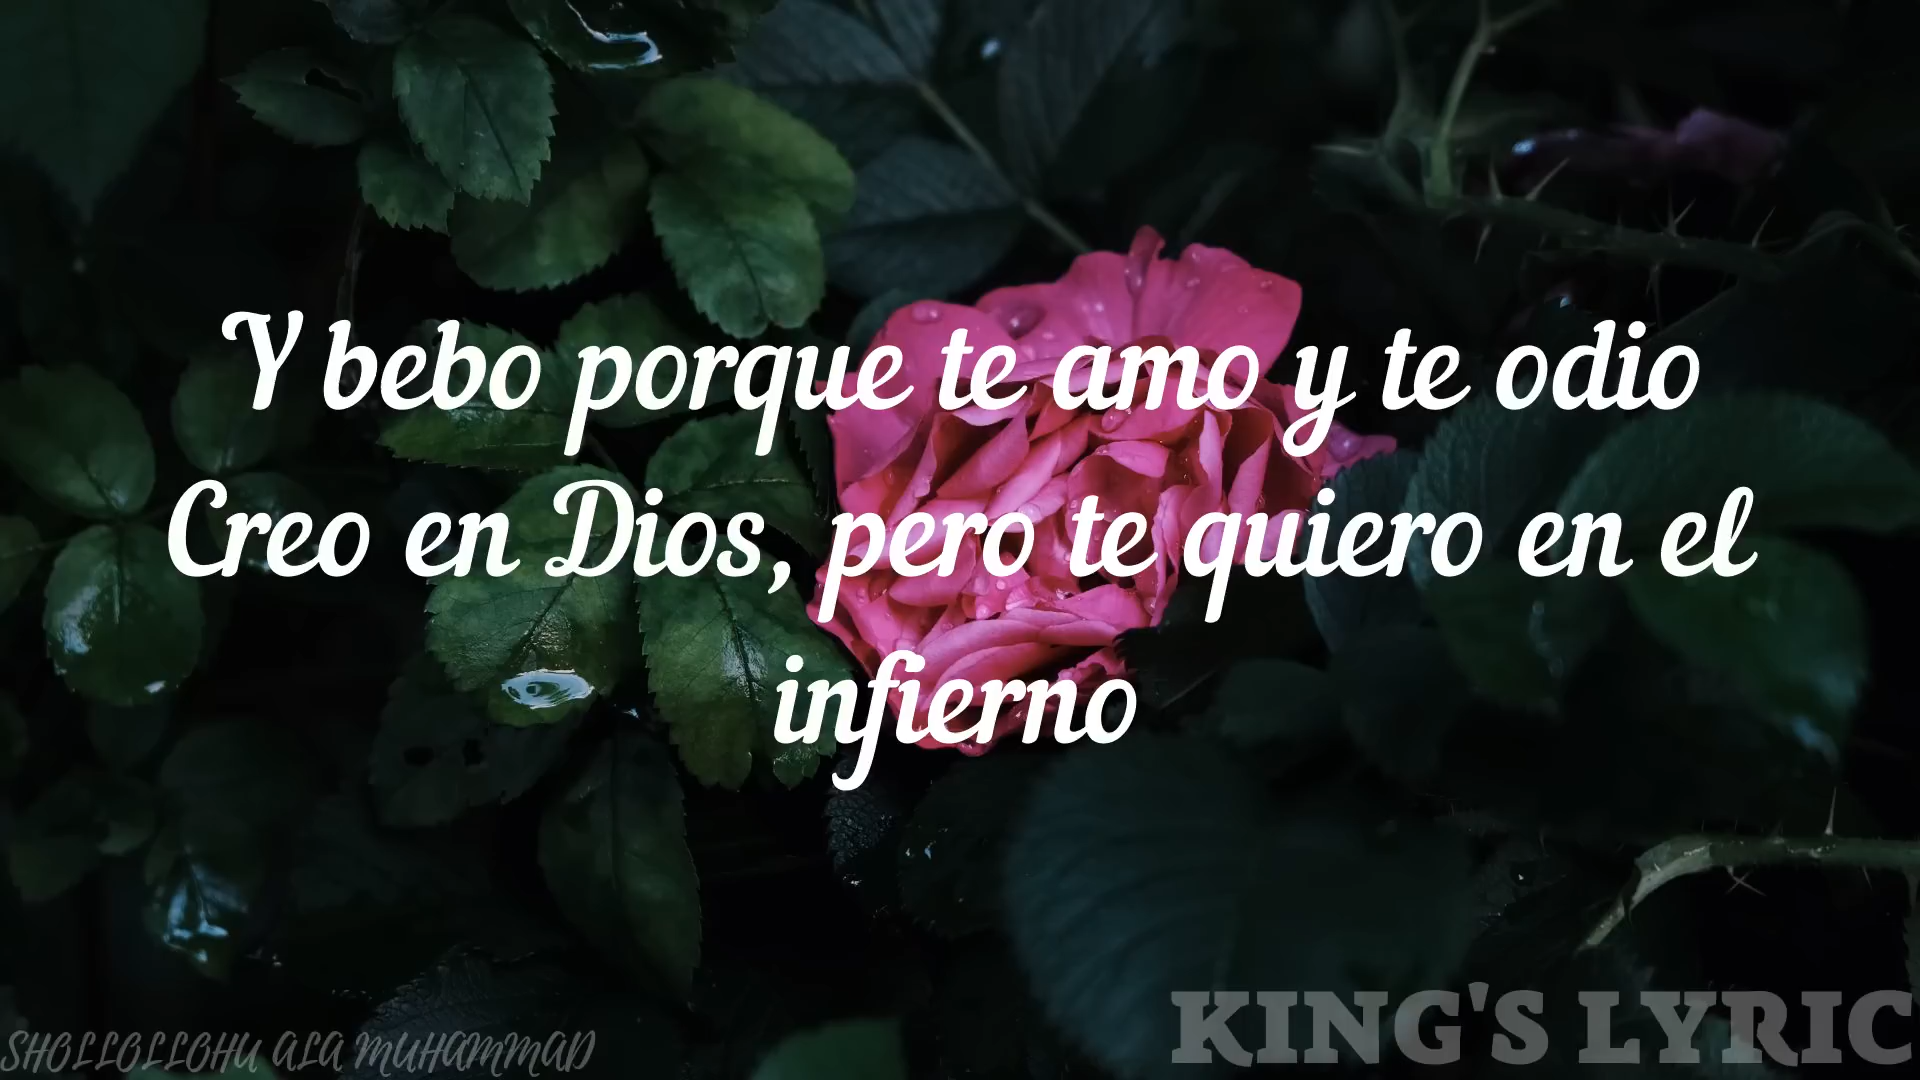 Y bebo porque te amo y te odio
Creo en Dios, pero te quiero en el
infierno
SHOLLOLLOHU ALA MUHAMMAD
KING'S LYRIC